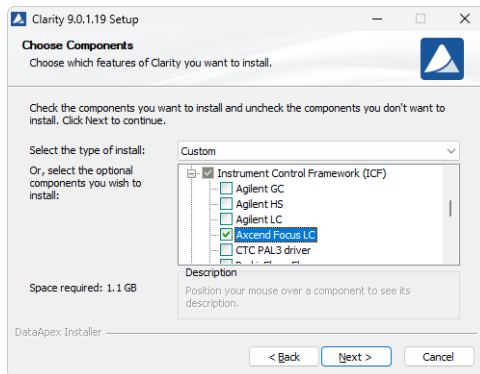 Clarity 9.0.1.19 Setup
Choose Components
Choose which features of Clarity you want to install.
Check the components you want to install and uncheck the components you don't want to
install. Click Next to continue.
Select the type of install:
Custom
Or, select the optional
components you wish to
install:
Instrument Control Framework (ICF)
Agilent GC
Agilent HS
Agilent LC
Axcend Focus LC
CTC PAL3 driver
Space required: 1.1 GB
Description
Position your mouse over a component to see its
description.
DataApex Installer
< Back
Next >
Cancel